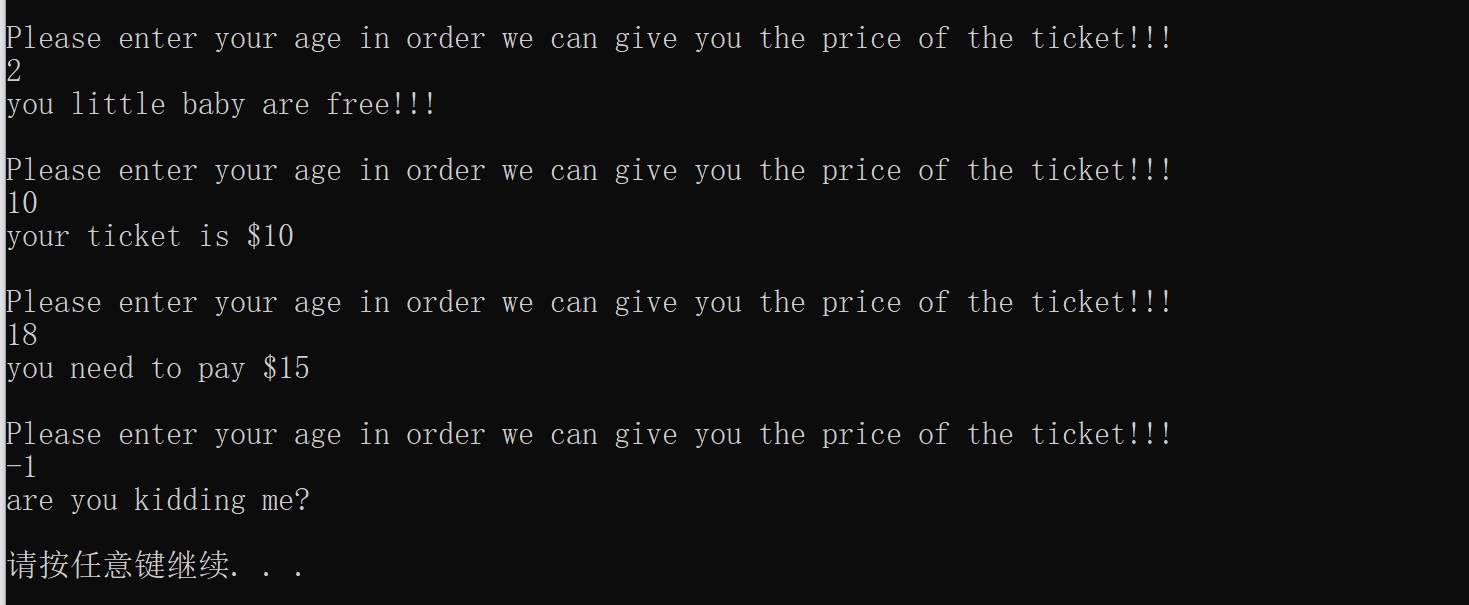 Please enter your age in order we can give you the price of the ticket!!!
2
you little baby are free!!!
Please enter your age in order we can give you the price of the ticket!!!
10
your ticket is $10
Please enter your age in order we can give you the price of the ticket!!!
18
you need to pay $15
Please enter your age in order we can give you the price of the ticket!!!
-1
are you kidding me?
请按任意键继续. . .